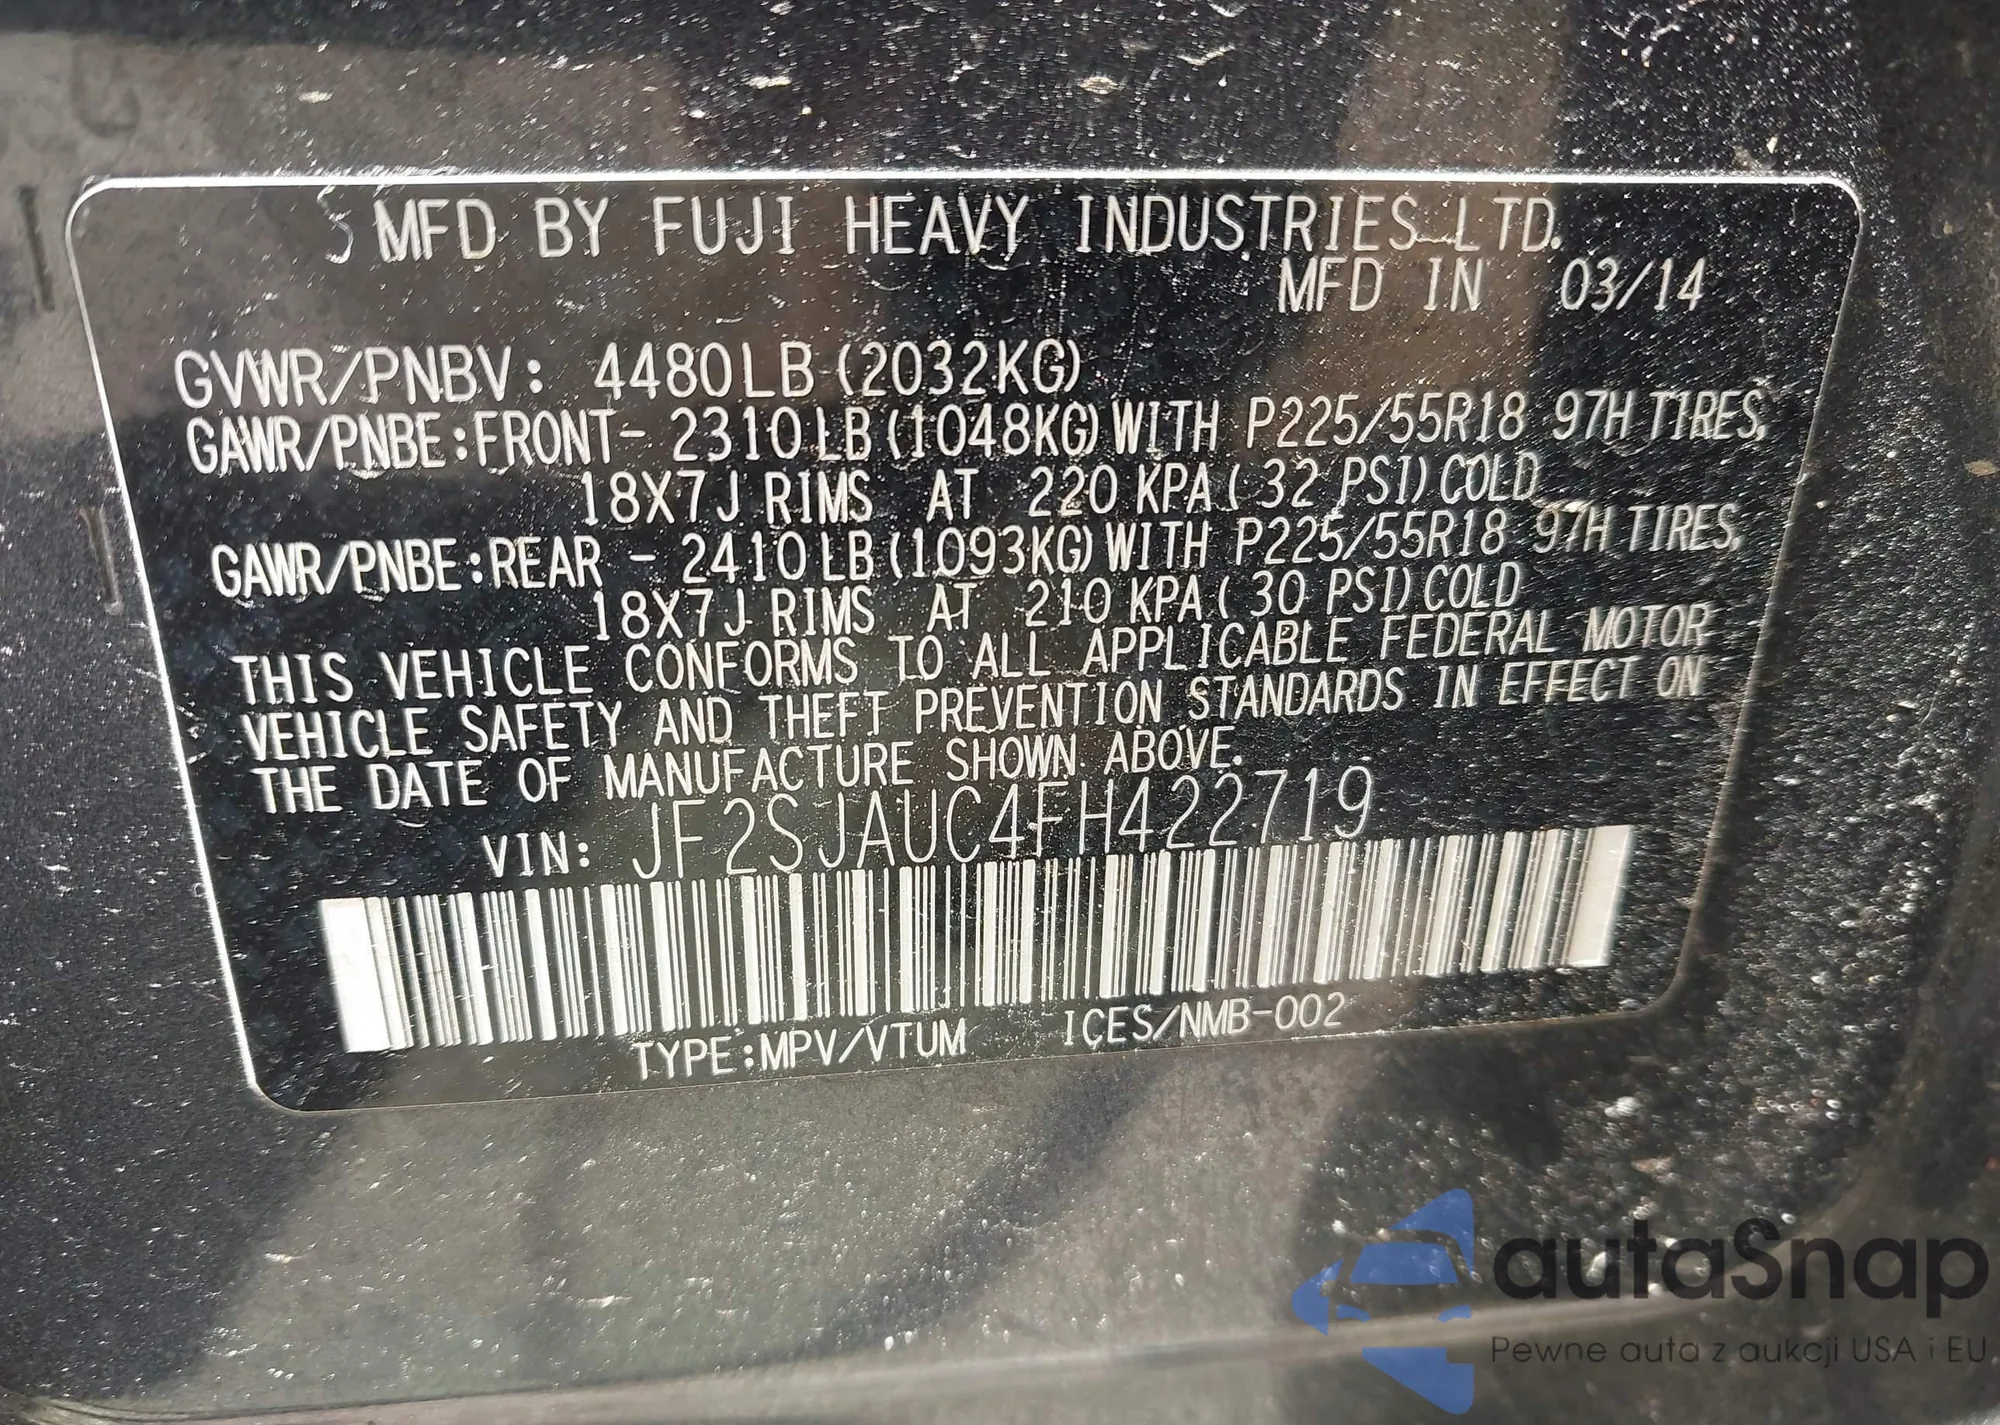 MFD BY FUJI HEAVY INDUSTRIES LTD.
MFD IN 03/14
GVWR/PNBV: 4480LB (2032KG)
GAWR/PNBE:FRONT- 2310LB (1048KG) WITH P225/55R18 97H TIRES,
18X7J RIMS AT 220 KPA ( 32 PSI) COLD
GAWR/PNBE:REAR - 2410LB (1093KG) WITH P225/55R18 97H TIRES,
18X7J RIMS AT 210 KPA ( 30 PSI) COLD
THIS VEHICLE CONFORMS TO ALL APPLICABLE FEDERAL MOTOR
VEHICLE SAFETY AND THEFT PREVENTION STANDARDS IN EFFECT ON
THE DATE OF MANUFACTURE SHOWN ABOVE.
VIN: JF2SJAUC4FH422719
TYPE:MPV/VTUM ICES/NMB-002
autaSnap
Pewne auta z aukcji USA i EU